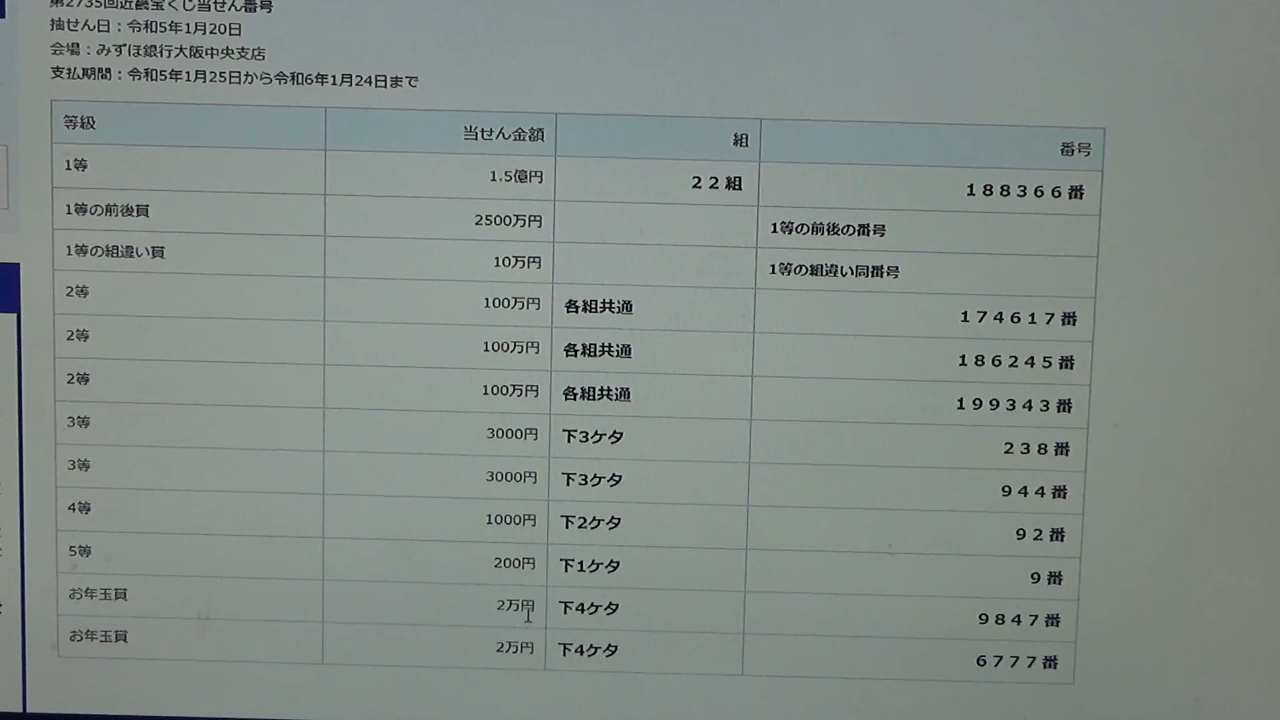 第2735回近畿宝くじ当せん番号
抽せん日：令和5年1月20日
会場：みずほ銀行大阪中央支店
支払期間：令和5年1月25日から令和6年1月24日まで
等級 当せん金額 組 番号
1等 1.5億円 22組 188366番
1等の前後賞 2500万円 1等の前後の番号
1等の組違い賞 10万円 1等の組違い同番号
2等 100万円 各組共通 174617番
2等 100万円 各組共通 186245番
2等 100万円 各組共通 199343番
3等 3000円 下3ケタ 238番
3等 3000円 下3ケタ 944番
4等 1000円 下2ケタ 92番
5等 200円 下1ケタ 9番
お年玉賞 2万円 下4ケタ 9847番
お年玉賞 2万円 下4ケタ 6777番